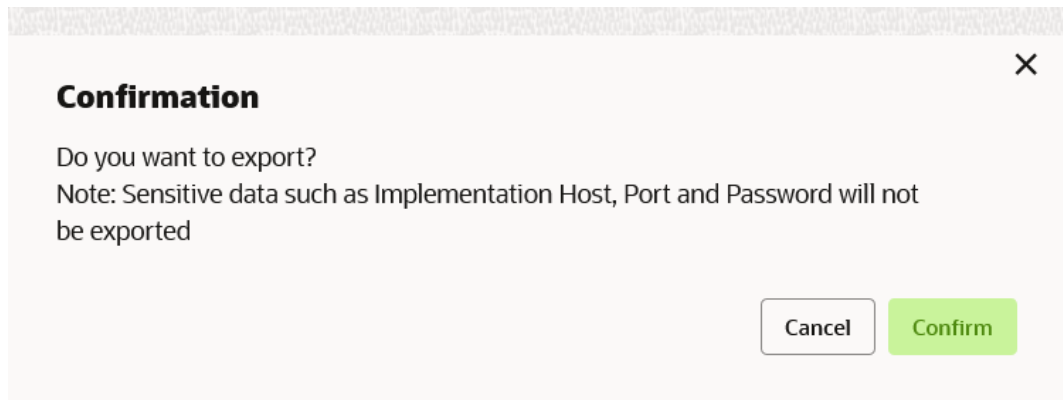 Confirmation
Do you want to export?
Note: Sensitive data such as Implementation Host, Port and Password will not
be exported
Cancel
Confirm